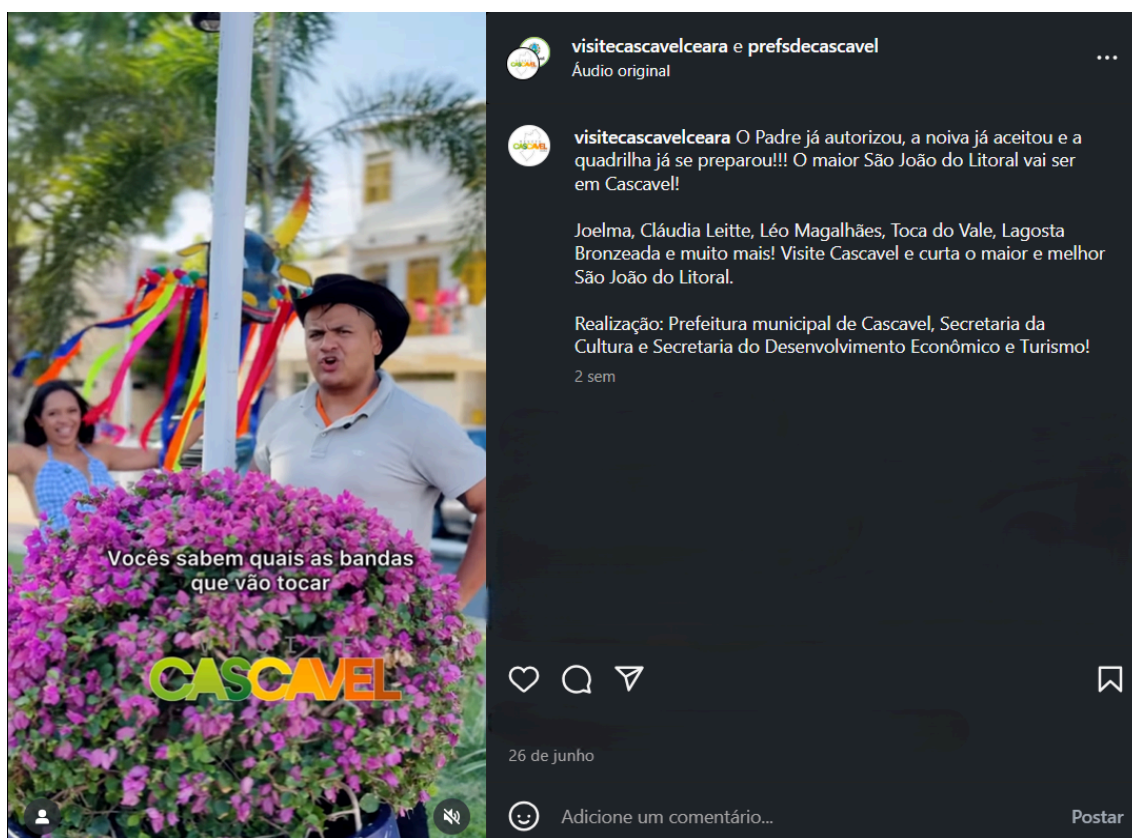 visitecascavelceara e prefsdecascavel
Áudio original
visitecascavelceara O Padre já autorizou, a noiva já aceitou e a
quadrilha já se preparou!!! O maior São João do Litoral vai ser
em Cascavel!
Joelma, Cláudia Leitte, Léo Magalhães, Toca do Vale, Lagosta
Bronzeada e muito mais! Visite Cascavel e curta o maior e melhor
São João do Litoral.
Realização: Prefeitura municipal de Cascavel, Secretaria da
Cultura e Secretaria do Desenvolvimento Econômico e Turismo!
2 sem
Vocês sabem quais as bandas
que vão tocar
VISITE
CASCAVEL
26 de junho
Adicione um comentário...
Postar